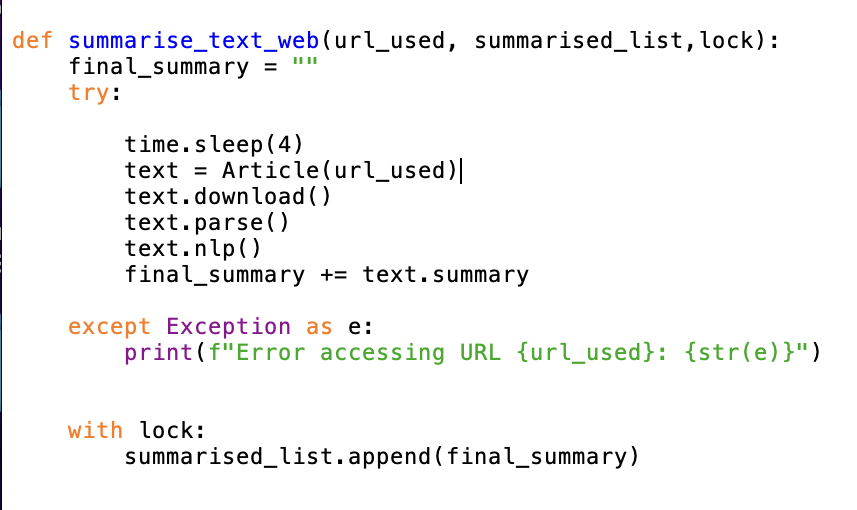 def summarise_text_web(url_used, summarised_list,lock):
    final_summary = ""
    try:
        time.sleep(4)
        text = Article(url_used)
        text.download()
        text.parse()
        text.nlp()
        final_summary += text.summary
    except Exception as e:
        print(f"Error accessing URL {url_used}: {str(e)}")
    with lock:
        summarised_list.append(final_summary)